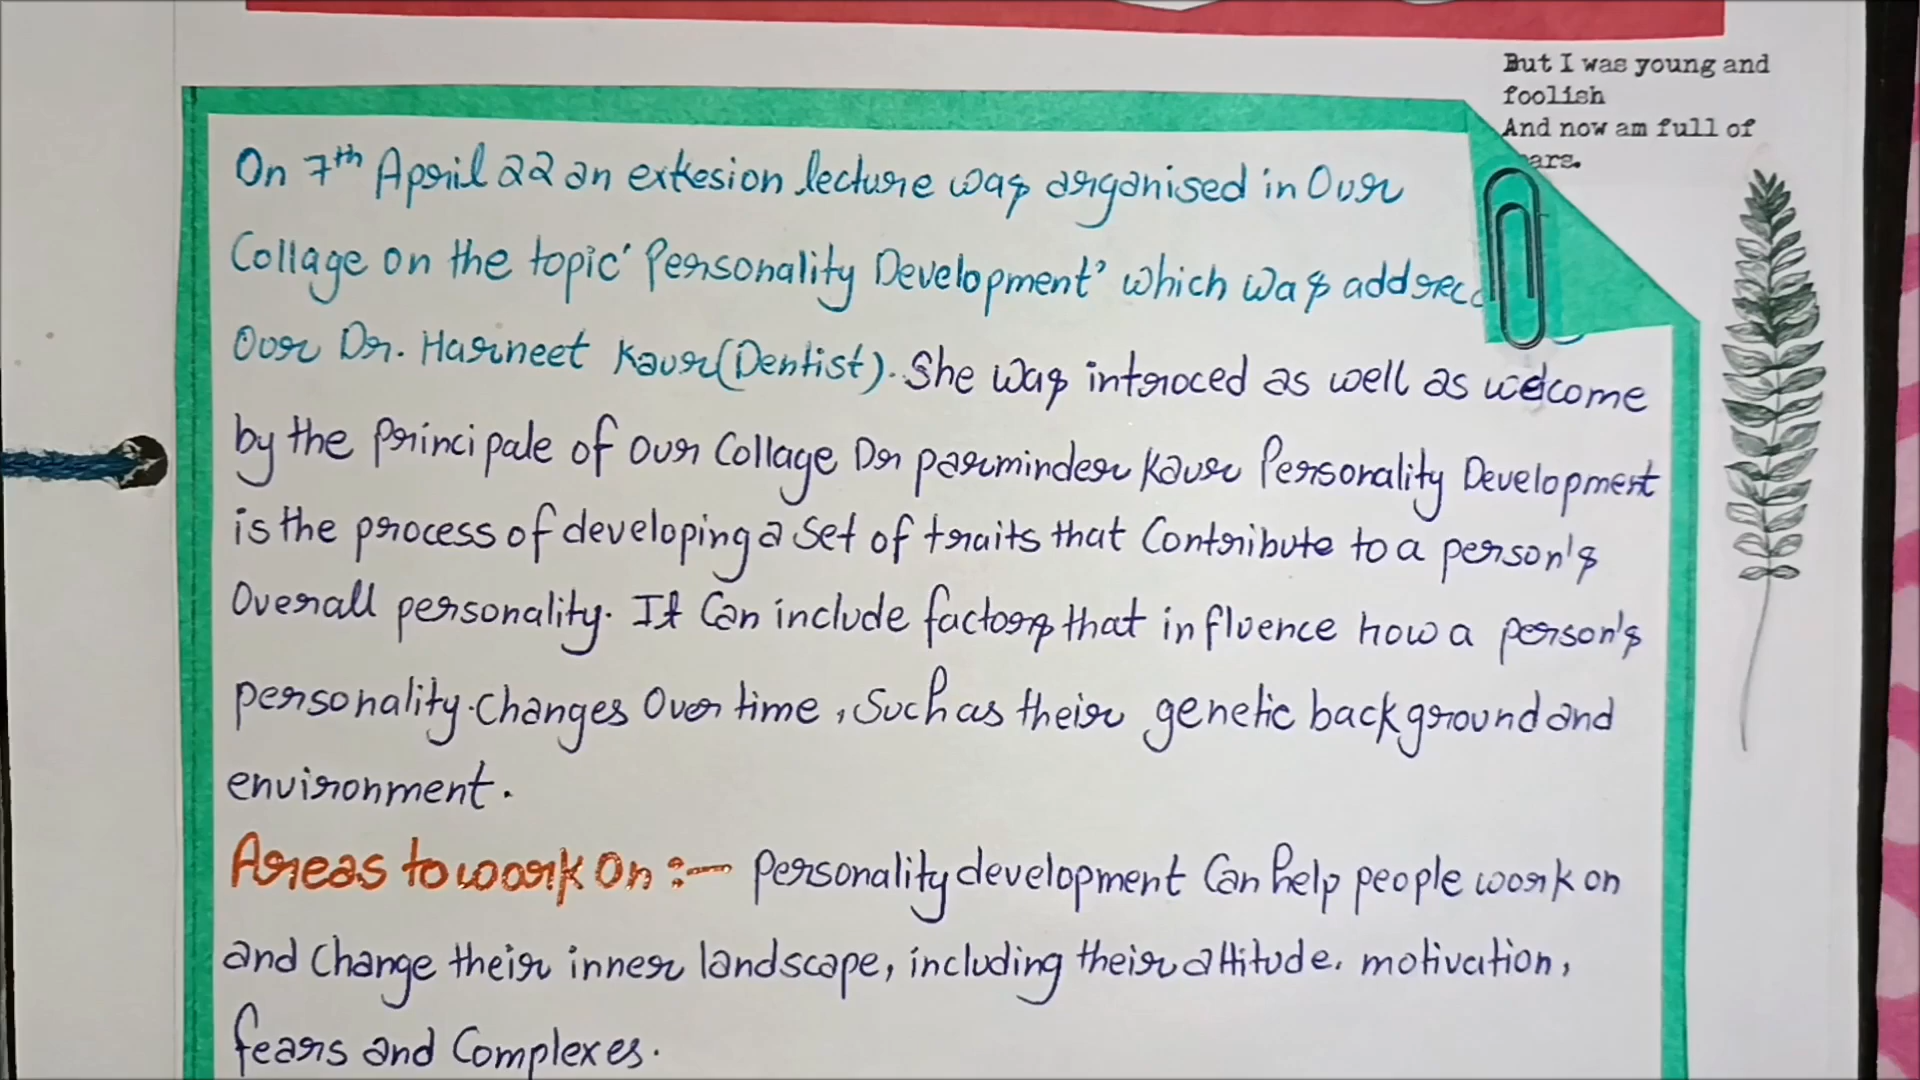 But I was young and
foolish
And now am full of
On 7th April 22 an extesion lecture was arganised in Our
Collage on the topic' Personality Development' which was
Our Dr. Harneet Kaur(Dentist). She was introced as well as welcome
by the Principale of Our Collage Dr parminder Kaur Personality Development
is the process of developing a Set of traits that Contribute to a person's
Overall personality. It Can include factors that influence how a person's
personality.changes Over time, Such as their genetic background and
environment.
Areas to work On :- Personality development Can help people work on
and Change their inner landscape, including their attitude. motivation,
fears and Complexes.